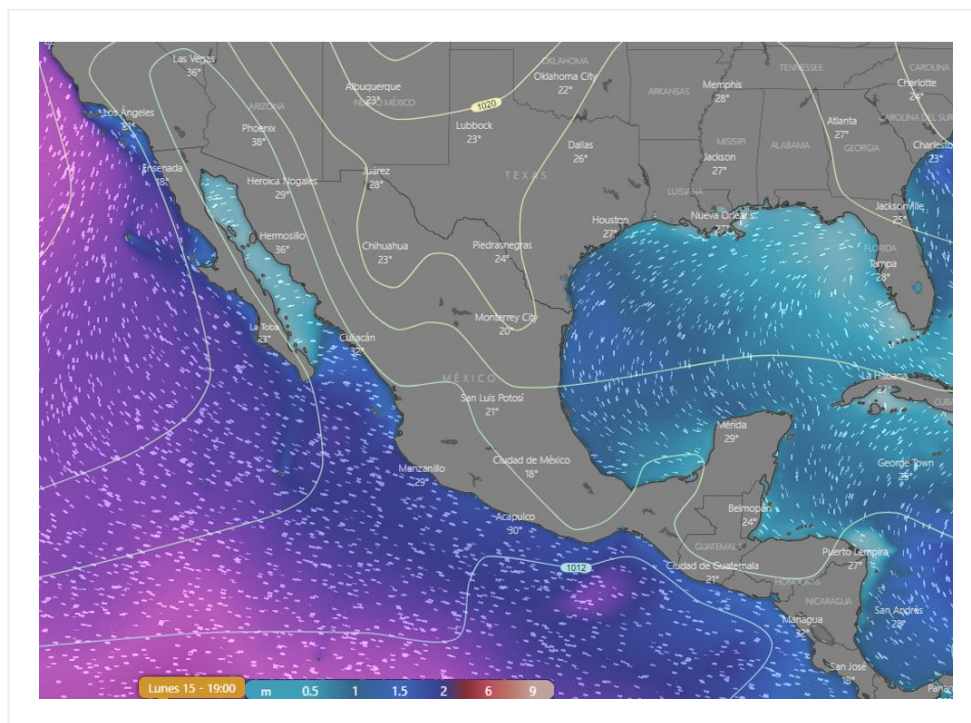 OKLAHOMA
TENNESSEE
Las Vegas
36°
Oklahoma City
22°
Albuquerque
23°
NUEVO MÉXICO
ARKANSAS
Memphis
28°
Charlotte
24°
1020
ARIZONA
Los Ángeles
Phoenix
38°
Lubbock
23°
Atlanta
27°
CAROLINA DEL SUR
MISISIPI
ALABAMA
GEORGIA
Dallas
26°
Jackson
27°
Charleston
23°
Ensenada
18°
Heroica Nogales
29°
Juárez
28°
TEXAS
LUISIANA
Jacksonville
25°
Houston
27°
Nueva Orleans
27°
Hermosillo
36°
Chihuahua
23°
Piedrasnegras
24°
FLORIDA
Tampa
28°
La Toba
23°
Culiacán
32°
Monterrey City
20°
MÉXICO
La Habana
27°
San Luis Potosí
21°
CUBA
Mérida
29°
Manzanillo
29°
Ciudad de México
18°
George Town
Acapulco
30°
Belmopán
24°
GUATEMALA
Puerto Lempira
27°
1012
Ciudad de Guatemala
21°
HONDURAS
NICARAGUA
Managua
32°
San Andrés
28°
San José
18°
Lunes 15 - 19:00
m 0.5 1 1.5 2 6 9